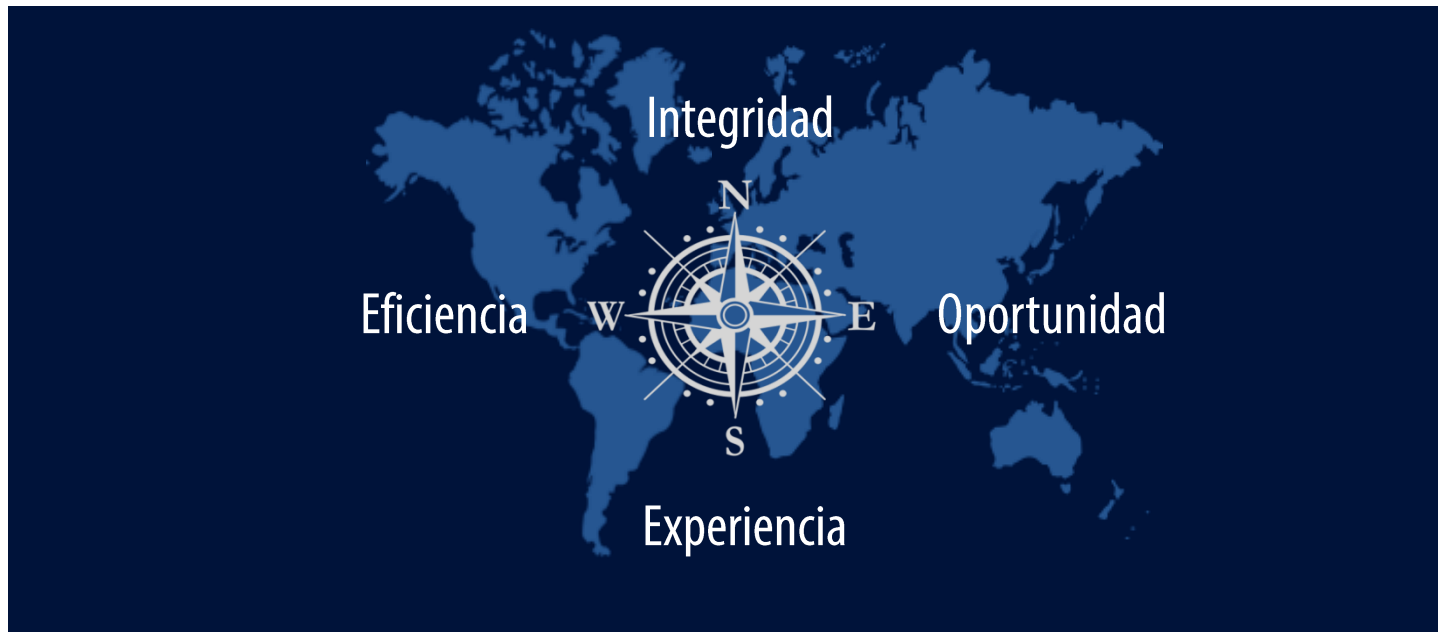 Integridad
N
Eficiencia
W
E
Oportunidad
S
Experiencia